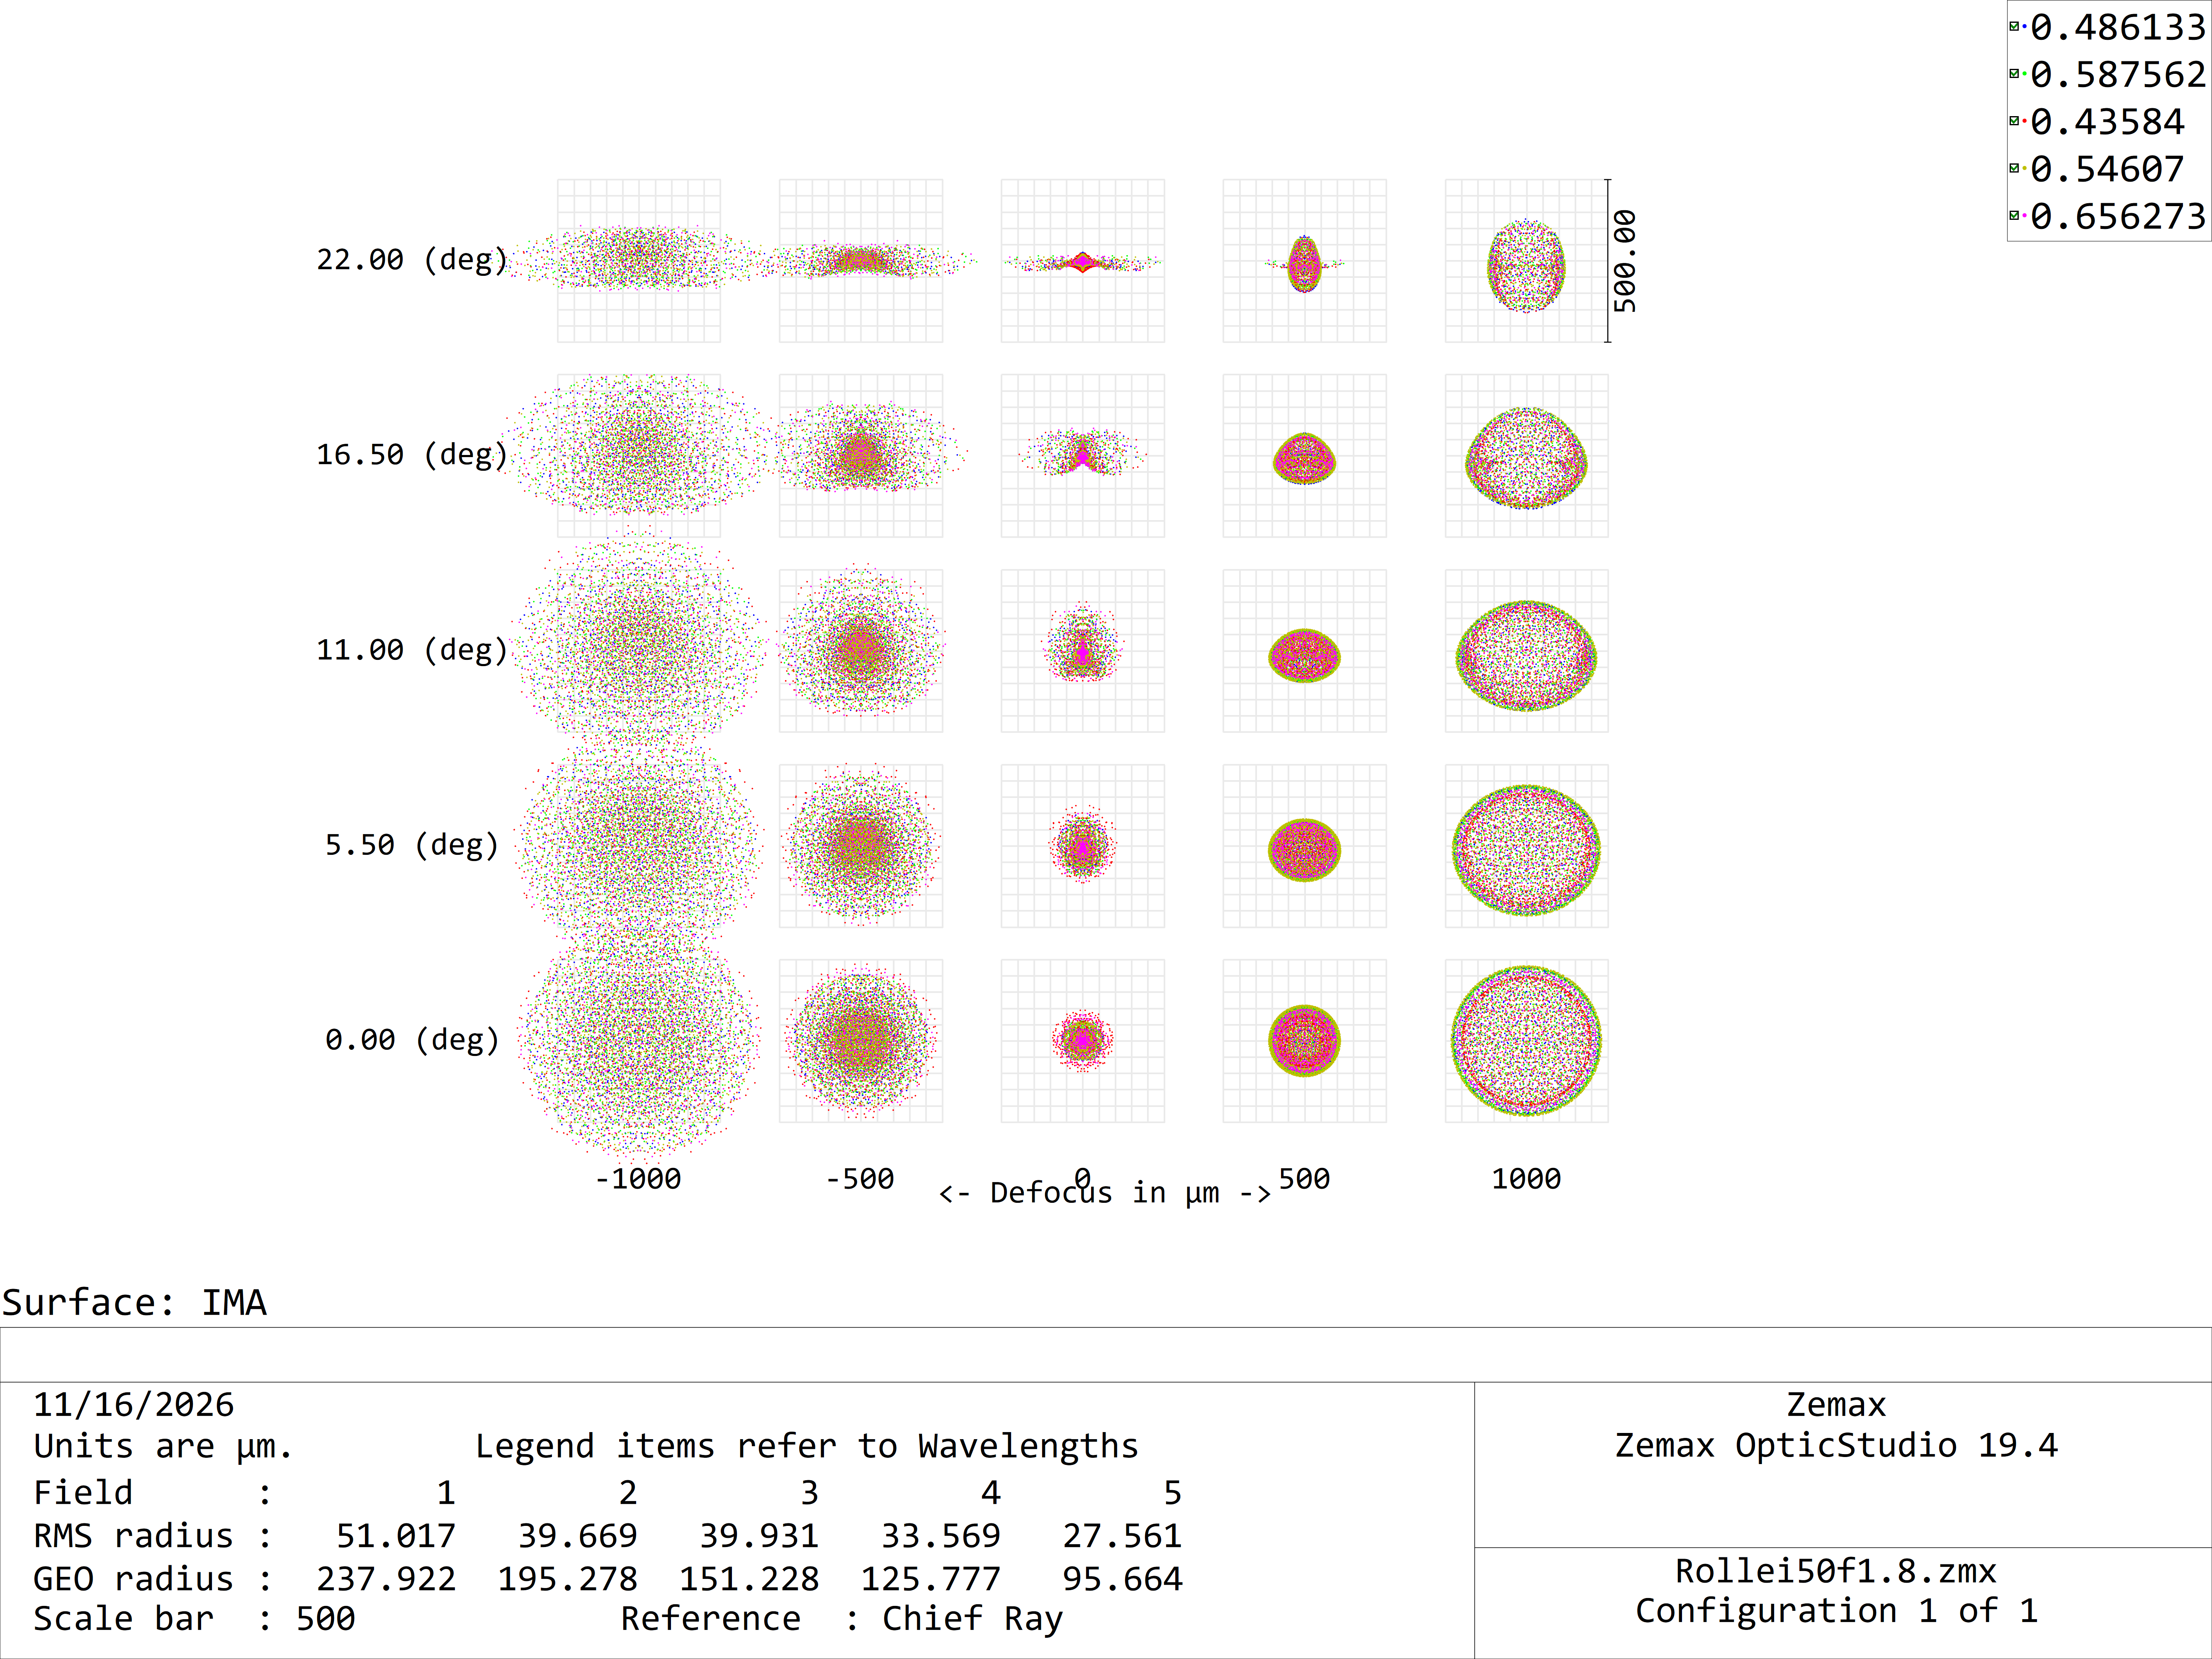 0.486133
0.587562
0.43584
0.54607
0.656273
22.00 (deg)
500.00
16.50 (deg)
11.00 (deg)
5.50 (deg)
0.00 (deg)
-1000 -500 0 500 1000
<- Defocus in µm ->
Surface: IMA
11/16/2026
Units are µm. Legend items refer to Wavelengths
Field : 1 2 3 4 5
RMS radius : 51.017 39.669 39.931 33.569 27.561
GEO radius : 237.922 195.278 151.228 125.777 95.664
Scale bar : 500 Reference : Chief Ray
Zemax
Zemax OpticStudio 19.4
Rollei50f1.8.zmx
Configuration 1 of 1